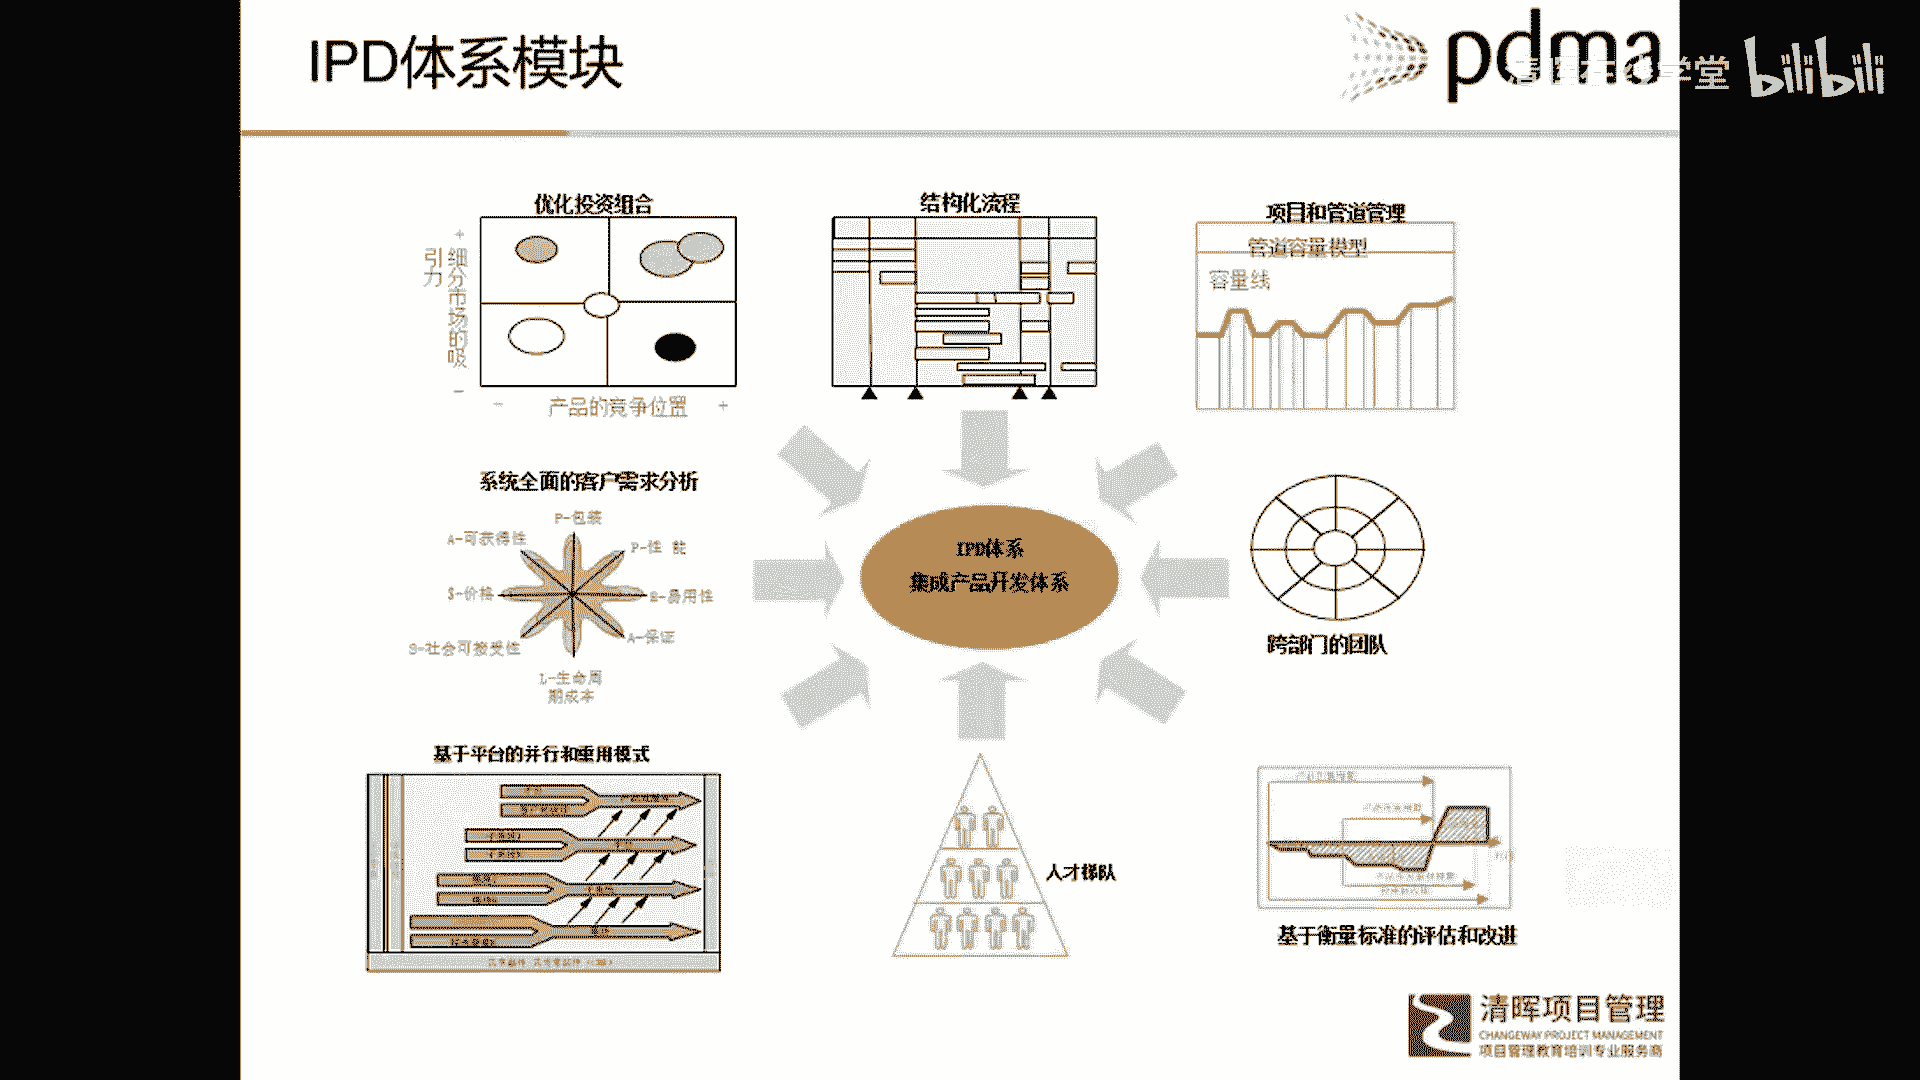 IPD体系模块
pdma
学堂
bilibili
优化投资组合
细分市场的吸
引力
+
-
-
产品的竞争位置
+
结构化流程
项目和管道管理
管道容量模型
容量线
系统全面的客户需求分析
P-包装
A-可获得性
P-性 能
$-价格
E-易用性
S-社会可接受性
A-保证
L-生命周
期成本
IPD体系
集成产品开发体系
跨部门的团队
基于平台的并行和重用模式
人才梯队
基于衡量标准的评估和改进
清晖项目管理
CHANGEWAY PROJECT MANAGEMENT
项目管理教育培训专业服务商